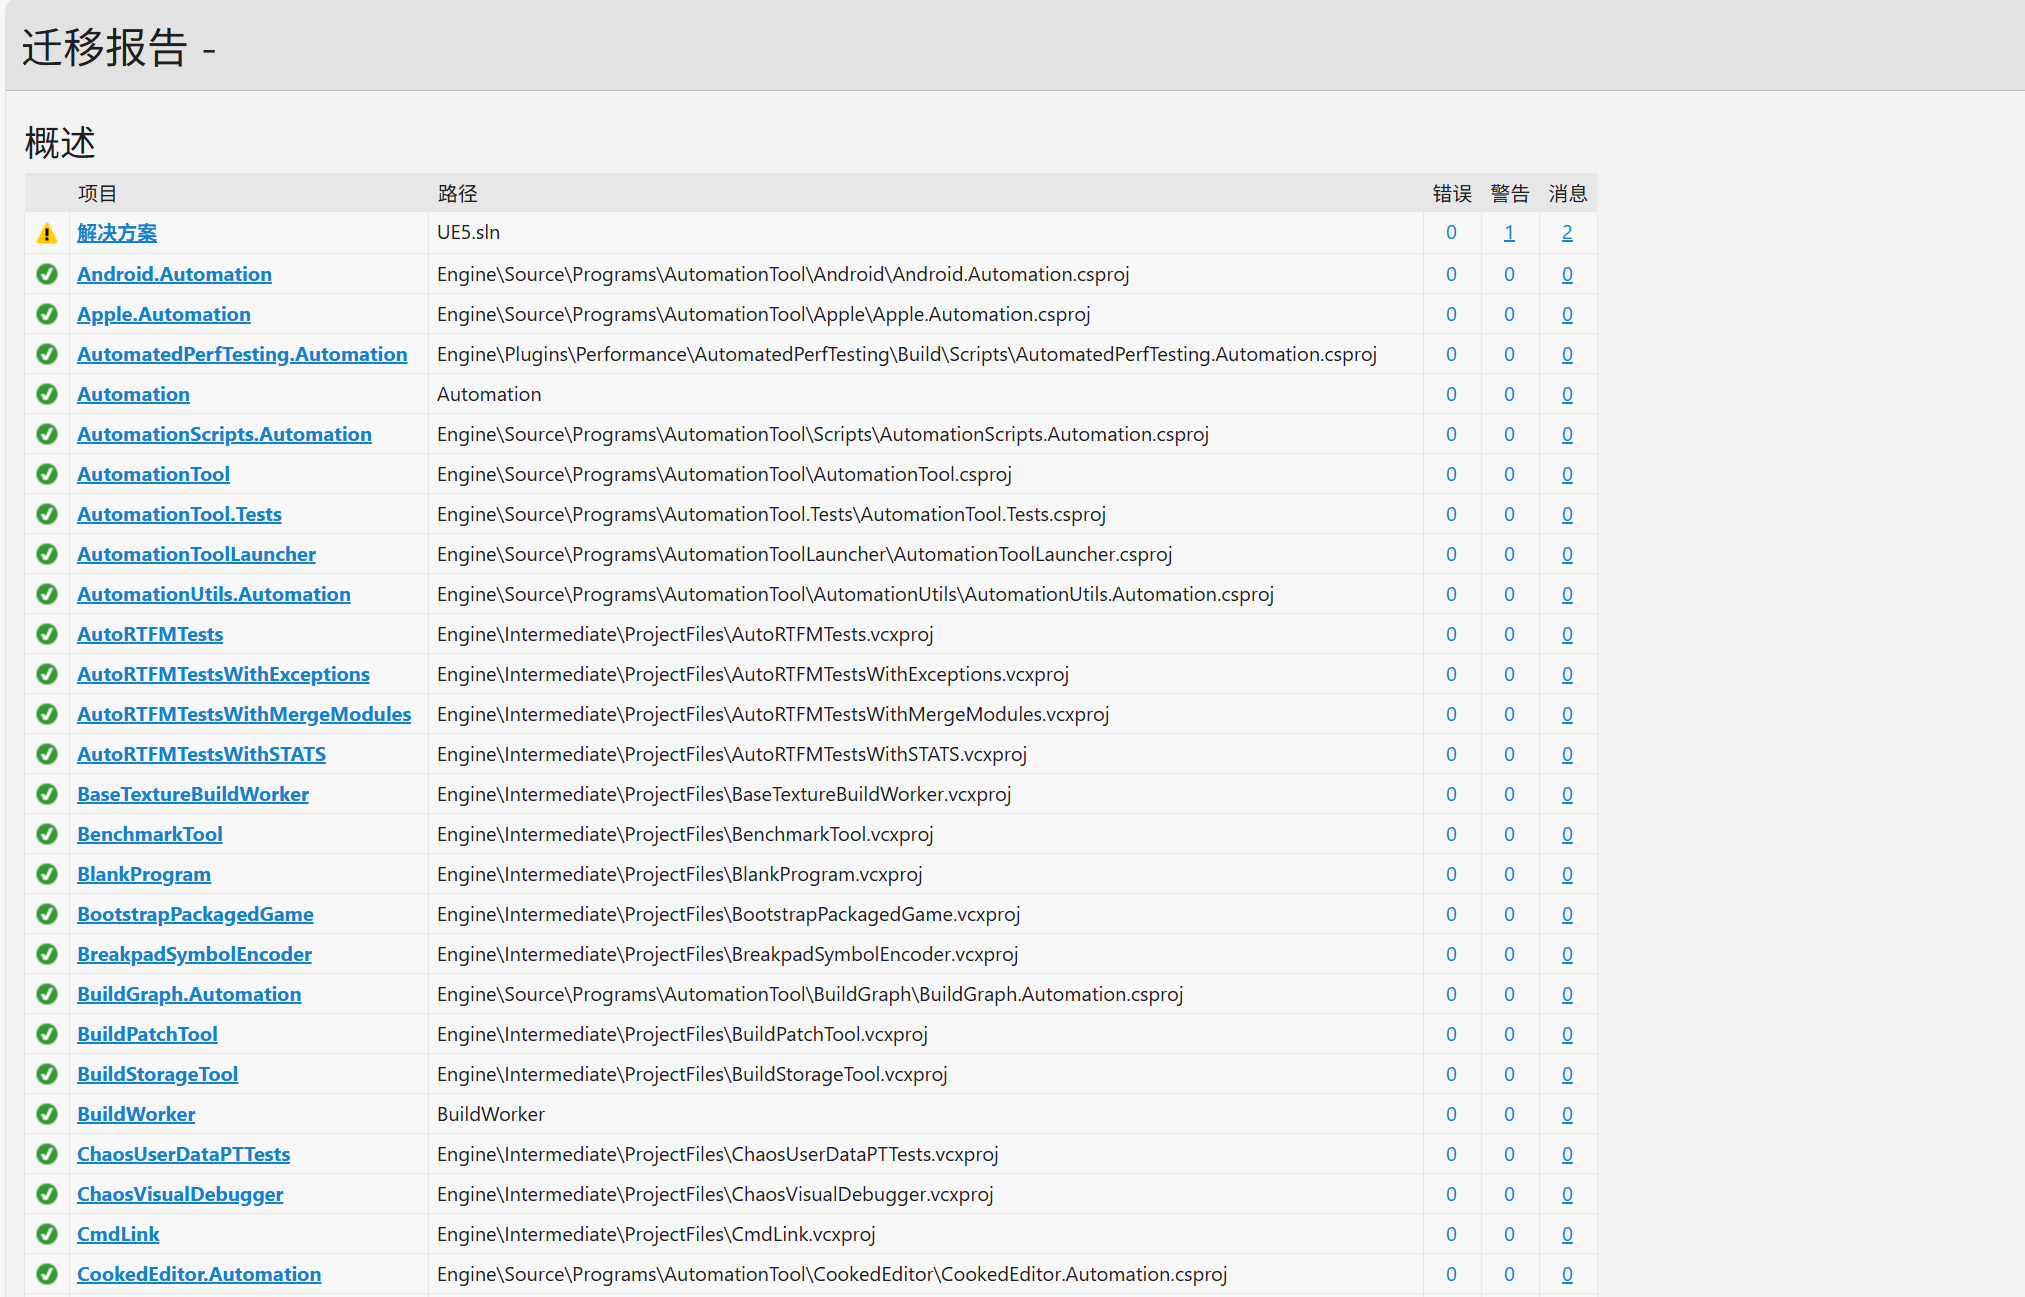 迁移报告 -
概述
项目 路径 错误 警告 消息
解决方案 UE5.sln 0 1 2
Android.Automation Engine\Source\Programs\AutomationTool\Android\Android.Automation.csproj 0 0 0
Apple.Automation Engine\Source\Programs\AutomationTool\Apple\Apple.Automation.csproj 0 0 0
AutomatedPerfTesting.Automation Engine\Plugins\Performance\AutomatedPerfTesting\Build\Scripts\AutomatedPerfTesting.Automation.csproj 0 0 0
Automation Automation 0 0 0
AutomationScripts.Automation Engine\Source\Programs\AutomationTool\Scripts\AutomationScripts.Automation.csproj 0 0 0
AutomationTool Engine\Source\Programs\AutomationTool\AutomationTool.csproj 0 0 0
AutomationTool.Tests Engine\Source\Programs\AutomationTool.Tests\AutomationTool.Tests.csproj 0 0 0
AutomationToolLauncher Engine\Source\Programs\AutomationToolLauncher\AutomationToolLauncher.csproj 0 0 0
AutomationUtils.Automation Engine\Source\Programs\AutomationTool\AutomationUtils\AutomationUtils.Automation.csproj 0 0 0
AutoRTFMTests Engine\Intermediate\ProjectFiles\AutoRTFMTests.vcxproj 0 0 0
AutoRTFMTestsWithExceptions Engine\Intermediate\ProjectFiles\AutoRTFMTestsWithExceptions.vcxproj 0 0 0
AutoRTFMTestsWithMergeModules Engine\Intermediate\ProjectFiles\AutoRTFMTestsWithMergeModules.vcxproj 0 0 0
AutoRTFMTestsWithSTATS Engine\Intermediate\ProjectFiles\AutoRTFMTestsWithSTATS.vcxproj 0 0 0
BaseTextureBuildWorker Engine\Intermediate\ProjectFiles\BaseTextureBuildWorker.vcxproj 0 0 0
BenchmarkTool Engine\Intermediate\ProjectFiles\BenchmarkTool.vcxproj 0 0 0
BlankProgram Engine\Intermediate\ProjectFiles\BlankProgram.vcxproj 0 0 0
BootstrapPackagedGame Engine\Intermediate\ProjectFiles\BootstrapPackagedGame.vcxproj 0 0 0
BreakpadSymbolEncoder Engine\Intermediate\ProjectFiles\BreakpadSymbolEncoder.vcxproj 0 0 0
BuildGraph.Automation Engine\Source\Programs\AutomationTool\BuildGraph\BuildGraph.Automation.csproj 0 0 0
BuildPatchTool Engine\Intermediate\ProjectFiles\BuildPatchTool.vcxproj 0 0 0
BuildStorageTool Engine\Intermediate\ProjectFiles\BuildStorageTool.vcxproj 0 0 0
BuildWorker BuildWorker 0 0 0
ChaosUserDataPTTests Engine\Intermediate\ProjectFiles\ChaosUserDataPTTests.vcxproj 0 0 0
ChaosVisualDebugger Engine\Intermediate\ProjectFiles\ChaosVisualDebugger.vcxproj 0 0 0
CmdLink Engine\Intermediate\ProjectFiles\CmdLink.vcxproj 0 0 0
CookedEditor.Automation Engine\Source\Programs\AutomationTool\CookedEditor\CookedEditor.Automation.csproj 0 0 0